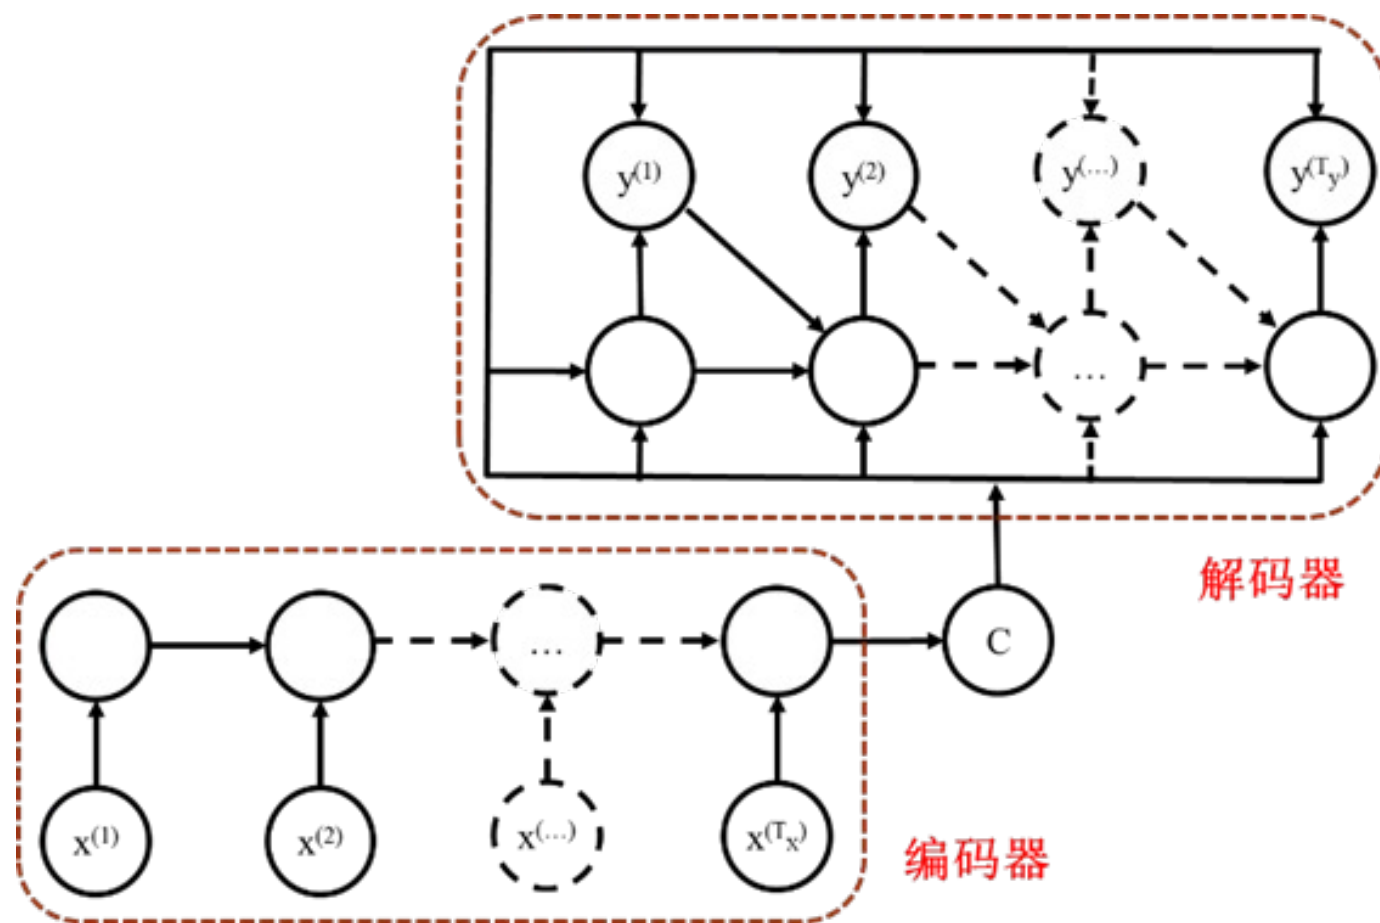 y(1) y(2) y(…) y(Ty)
…
解码器
… C
x(1) x(2) x(…) x(Tx)
编码器